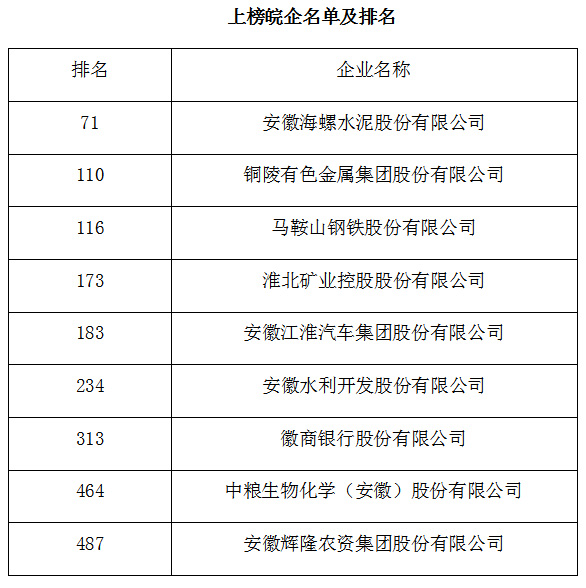 上榜皖企名单及排名
排名 企业名称
71 安徽海螺水泥股份有限公司
110 铜陵有色金属集团股份有限公司
116 马鞍山钢铁股份有限公司
173 淮北矿业控股股份有限公司
183 安徽江淮汽车集团股份有限公司
234 安徽水利开发股份有限公司
313 徽商银行股份有限公司
464 中粮生物化学（安徽）股份有限公司
487 安徽辉隆农资集团股份有限公司